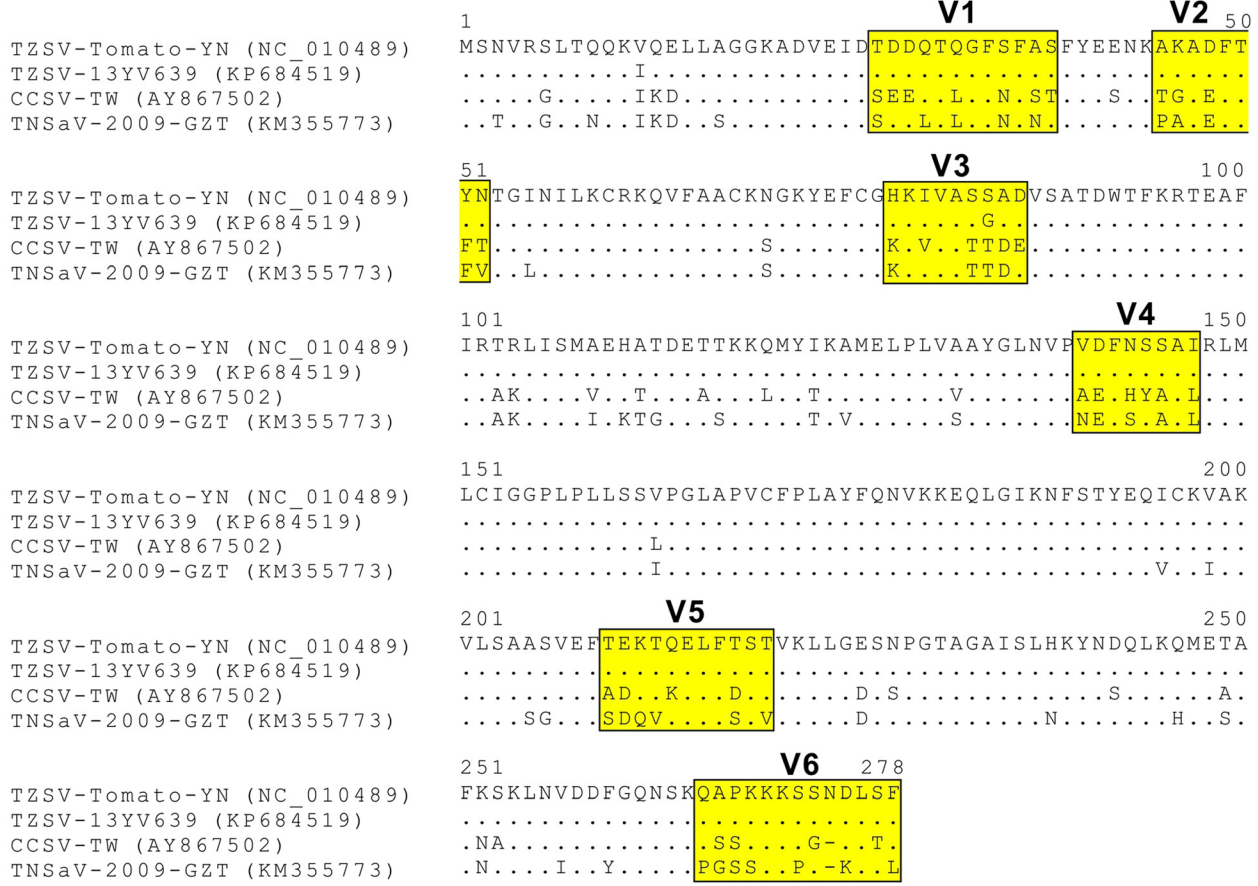 V1 V2
1 50
TZSV-Tomato-YN (NC_010489) MSNVRSLTQQKVQELLAGGKADVEIDTDDQTQGFSFASFYEENKAKADFT
TZSV-13YV639 (KP684519) ...........I......................................
CCSV-TW (AY867502) .....G.....IKD............SEE..L..N.ST...S..TG.E..
TNSaV-2009-GZT (KM355773) ..T..G..N..IKD..S.........S..L.L..N.N.......PA.E..
V3
51 100
TZSV-Tomato-YN (NC_010489) YNTGINILKCRKQVFAACKNGKYEFCGHKIVASSADVSATDWTFKRTEAF
TZSV-13YV639 (KP684519) .................................G................
CCSV-TW (AY867502) FT.................S.......K.V..TTDE..............
TNSaV-2009-GZT (KM355773) FV..L..............S.......K....TTD...............
V4
101 150
TZSV-Tomato-YN (NC_010489) IRTRLISMAEHATDETTKKQMYIKAMELPLVAAYGLNVPVDFNSSAIRLM
TZSV-13YV639 (KP684519) ..................................................
CCSV-TW (AY867502) ..AK....V..T...A...L..T........V.......AE.HYA.L...
TNSaV-2009-GZT (KM355773) ..AK....I.KTG......S..T.V......S.......NE.S.A.L...
151 200
TZSV-Tomato-YN (NC_010489) LCIGGPLPLLSSVPGLAPVCFPLAYFQNVKKEQLGIKNFSTYEQICKVAK
TZSV-13YV639 (KP684519) ..................................................
CCSV-TW (AY867502) ............L.....................................
TNSaV-2009-GZT (KM355773) ............I...............................V..I..
V5
201 250
TZSV-Tomato-YN (NC_010489) VLSAASVEFTEKTQELFTSTVKLLGESNPGTAGAISLHKYNDQLKQMETA
TZSV-13YV639 (KP684519) ..................................................
CCSV-TW (AY867502) .........AD..K...D.......D.S.............S......A.
TNSaV-2009-GZT (KM355773) ....SG...SDQV....S.V.....D...........H.......H..S.
V6
251 278
TZSV-Tomato-YN (NC_010489) FKSKLNVDDFGQNSKQAPKKKSSNDLSF
TZSV-13YV639 (KP684519) ............................
CCSV-TW (AY867502) .NA.............SS....G-..T.
TNSaV-2009-GZT (KM355773) .N....I..Y.....PGSS..P.-K..L